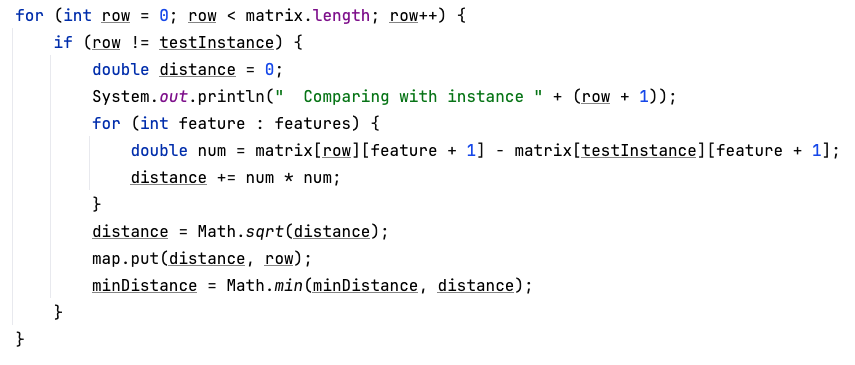 for (int row = 0; row < matrix.length; row++) {
    if (row != testInstance) {
        double distance = 0;
        System.out.println("  Comparing with instance " + (row + 1));
        for (int feature : features) {
            double num = matrix[row][feature + 1] - matrix[testInstance][feature + 1];
            distance += num * num;
        }
        distance = Math.sqrt(distance);
        map.put(distance, row);
        minDistance = Math.min(minDistance, distance);
    }
}